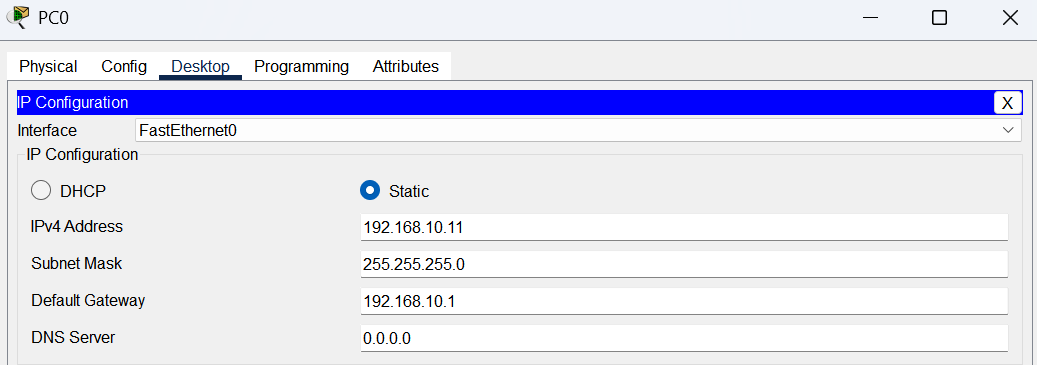 PC0
Physical Config Desktop Programming Attributes
IP Configuration X
Interface FastEthernet0
IP Configuration
DHCP Static
IPv4 Address 192.168.10.11
Subnet Mask 255.255.255.0
Default Gateway 192.168.10.1
DNS Server 0.0.0.0